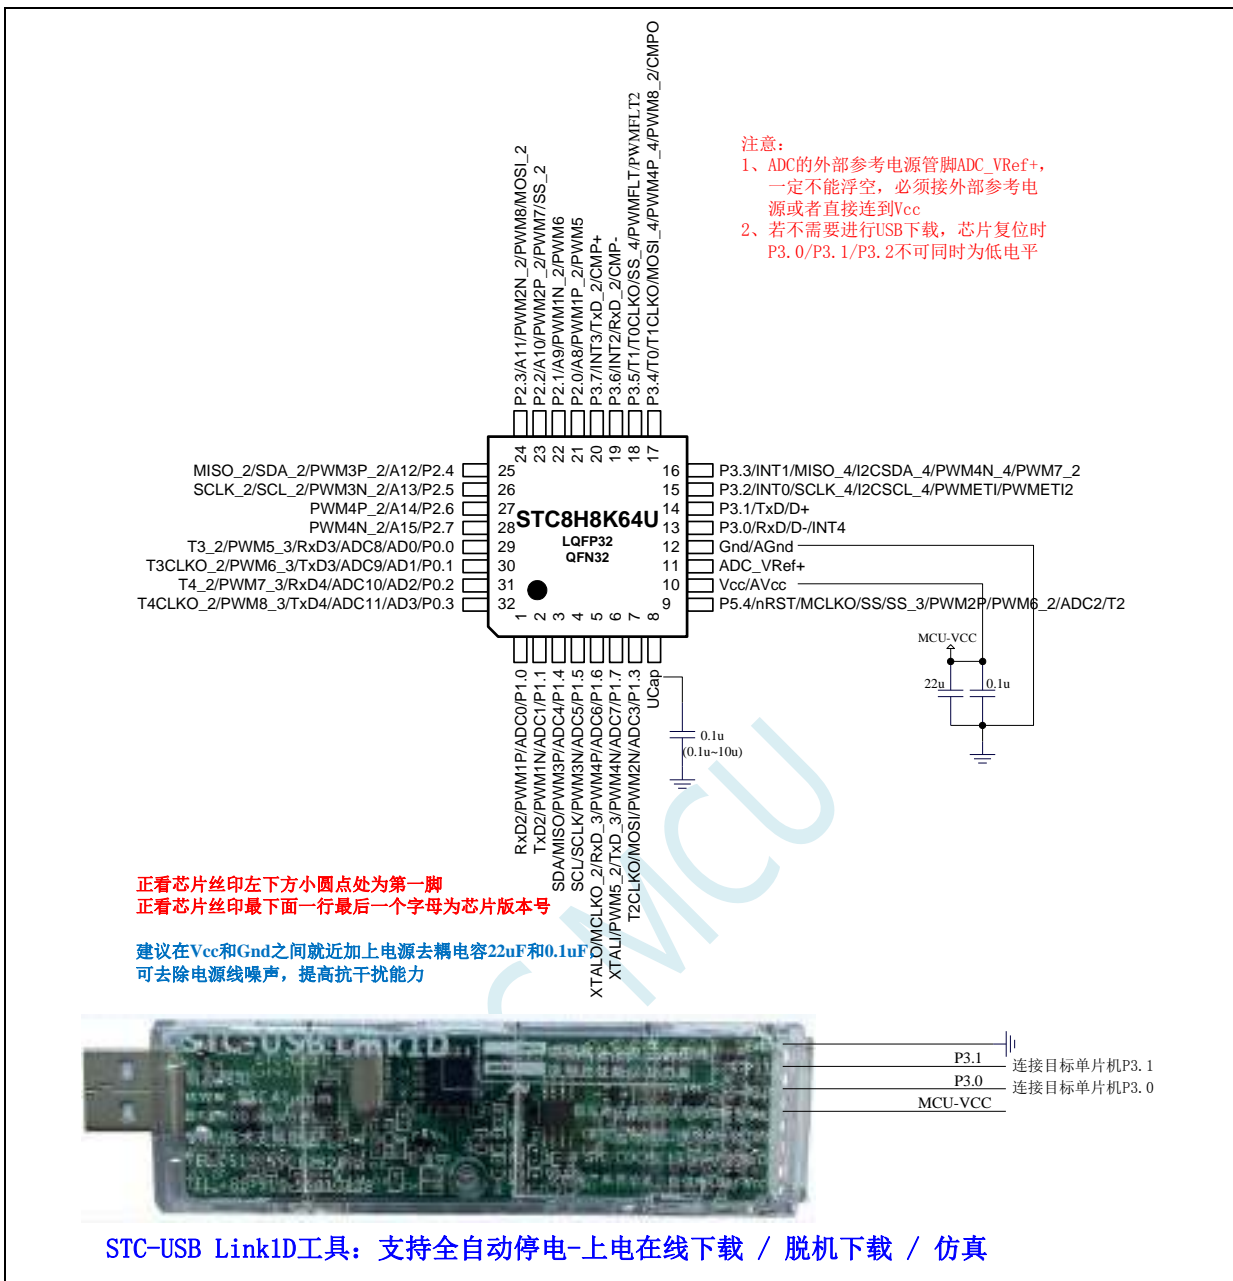 P2.3/A11/PWM2N_2/PWM8/MOSI_2
P2.2/A10/PWM2P_2/PWM7/SS_2
P2.1/A9/PWM1N_2/PWM6
P2.0/A8/PWM1P_2/PWM5
P3.7/INT3/TxD_2/CMP+
P3.6/INT2/RxD_2/CMP-
P3.5/T1/T0CLKO/SS_4/PWMFLT/PWMFLT2
P3.4/T0/T1CLKO/MOSI_4/PWM4P_4/PWM8_2/CMPO
注意:
1、ADC的外部参考电源管脚ADC_VRef+,
一定不能浮空,必须接外部参考电
源或者直接连到Vcc
2、若不需要进行USB下载,芯片复位时
P3.0/P3.1/P3.2不可同时为低电平
24 23 22 21 20 19 18 17
MISO_2/SDA_2/PWM3P_2/A12/P2.4 25
SCLK_2/SCL_2/PWM3N_2/A13/P2.5 26
PWM4P_2/A14/P2.6 27
PWM4N_2/A15/P2.7 28
T3_2/PWM5_3/RxD3/ADC8/AD0/P0.0 29
T3CLKO_2/PWM6_3/TxD3/ADC9/AD1/P0.1 30
T4_2/PWM7_3/RxD4/ADC10/AD2/P0.2 31
T4CLKO_2/PWM8_3/TxD4/ADC11/AD3/P0.3 32
STC8H8K64U
LQFP32
QFN32
16 P3.3/INT1/MISO_4/I2CSDA_4/PWM4N_4/PWM7_2
15 P3.2/INT0/SCLK_4/I2CSCL_4/PWMETI/PWMETI2
14 P3.1/TxD/D+
13 P3.0/RxD/D-/INT4
12 Gnd/AGnd
11 ADC_VRef+
10 Vcc/AVcc
9 P5.4/nRST/MCLKO/SS/SS_3/PWM2P/PWM6_2/ADC2/T2
1 2 3 4 5 6 7 8
RxD2/PWM1P/ADC0/P1.0
TxD2/PWM1N/ADC1/P1.1
SDA/MISO/PWM3P/ADC4/P1.4
SCL/SCLK/PWM3N/ADC5/P1.5
XTALO/MCLKO_2/RxD_3/PWM4P/ADC6/P1.6
XTALI/PWM5_2/TxD_3/PWM4N/ADC7/P1.7
T2CLKO/MOSI/PWM2N/ADC3/P1.3
UCap
MCU-VCC
22u 0.1u
0.1u
(0.1u~10u)
正看芯片丝印左下方小圆点处为第一脚
正看芯片丝印最下面一行最后一个字母为芯片版本号
建议在Vcc和Gnd之间就近加上电源去耦电容22uF和0.1uF,
可去除电源线噪声,提高抗干扰能力
MCU
STC-USB Link1D
P3.1 连接目标单片机P3.1
P3.0 连接目标单片机P3.0
MCU-VCC
STC-USB Link1D工具:支持全自动停电-上电在线下载 / 脱机下载 / 仿真